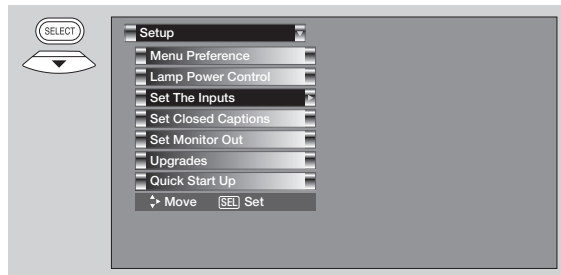 SELECT
Setup
Menu Preference
Lamp Power Control
Set The Inputs
Set Closed Captions
Set Monitor Out
Upgrades
Quick Start Up
Move SEL Set